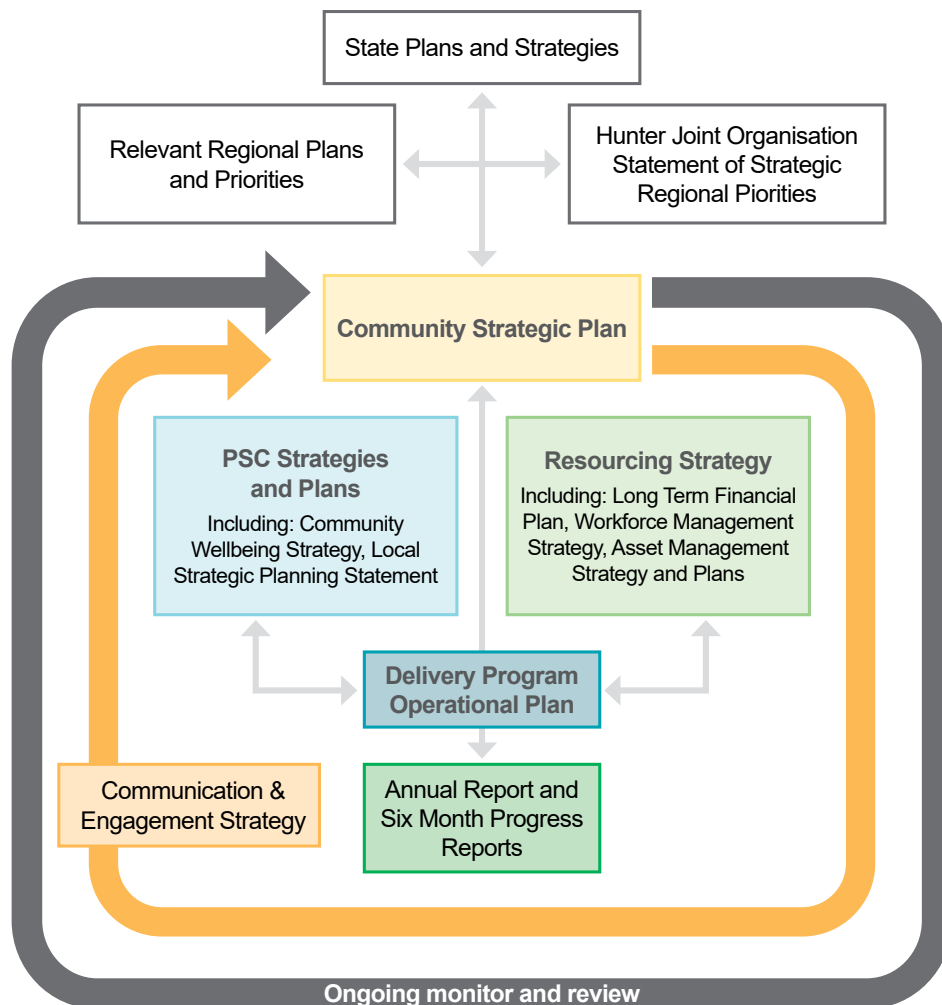 State Plans and Strategies
Relevant Regional Plans
and Priorities
Hunter Joint Organisation
Statement of Strategic
Regional Piorities
Community Strategic Plan
PSC Strategies
and Plans
Including: Community
Wellbeing Strategy, Local
Strategic Planning Statement
Resourcing Strategy
Including: Long Term Financial
Plan, Workforce Management
Strategy, Asset Management
Strategy and Plans
Delivery Program
Operational Plan
Communication &
Engagement Strategy
Annual Report and
Six Month Progress
Reports
Ongoing monitor and review